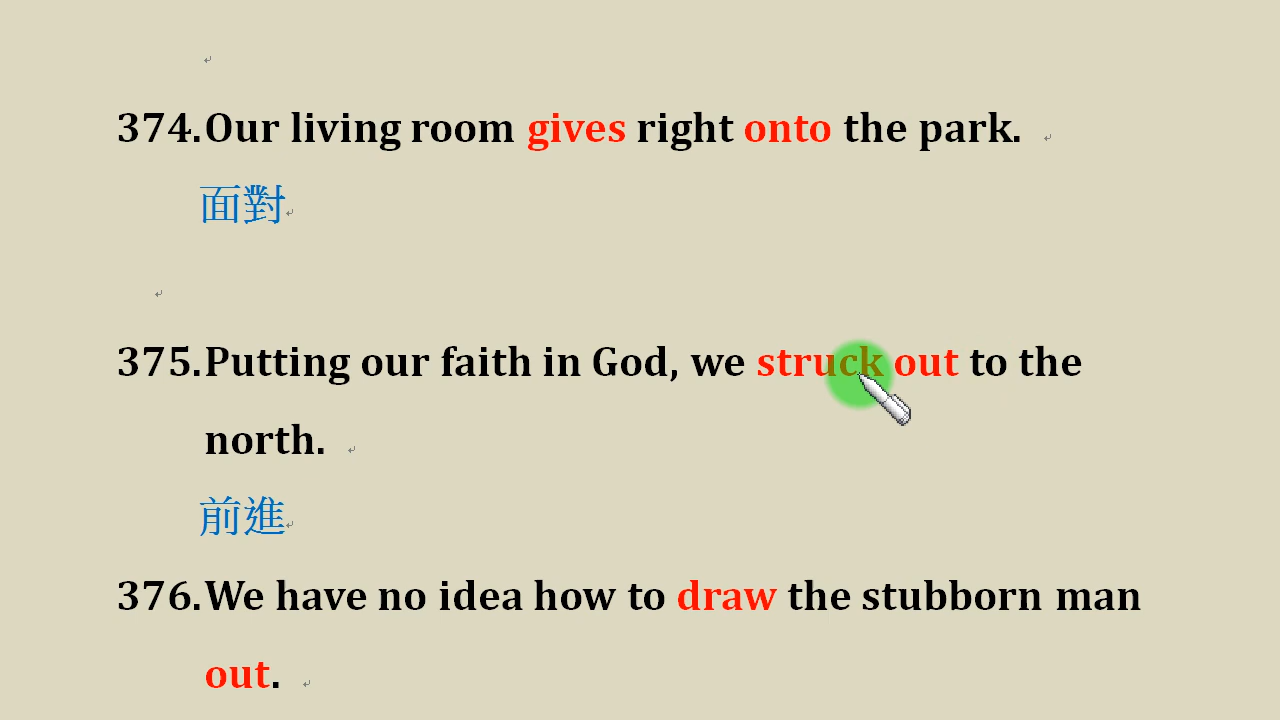 374.Our living room gives right onto the park.
面對
375.Putting our faith in God, we struck out to the
north.
前進
376.We have no idea how to draw the stubborn man
out.